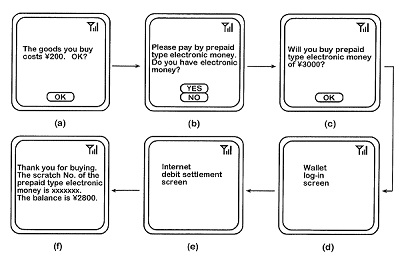 The goods you buy
costs ¥200. OK?
OK
(a)
Please pay by prepaid
type electronic money.
Do you have electronic
money?
YES
NO
(b)
Will you buy prepaid
type electronic money
of ¥3000?
OK
(c)
Thank you for buying.
The scratch No. of the
prepaid type electronic
money is xxxxxxx.
The balance is ¥2800.
(f)
Internet
debit settlement
screen
(e)
Wallet
log-in
screen
(d)